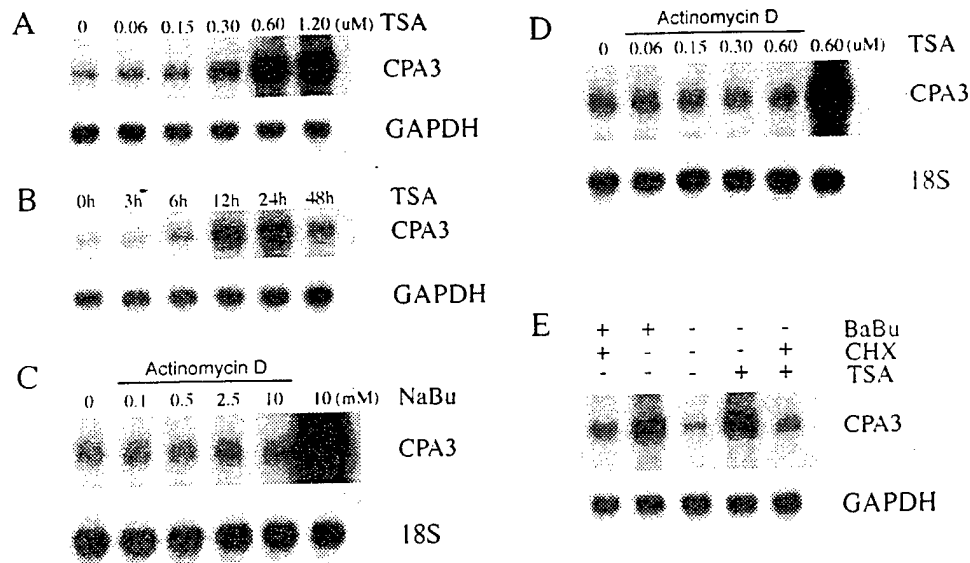 A
0 0.06 0.15 0.30 0.60 1.20 (uM) TSA
CPA3
GAPDH
B
0h 3h 6h 12h 24h 48h TSA
CPA3
GAPDH
C
Actinomycin D
0 0.1 0.5 2.5 10 10 (mM) NaBu
CPA3
18S
D
Actinomycin D
0 0.06 0.15 0.30 0.60 0.60 (uM) TSA
CPA3
18S
E
+ + - - - BaBu
+ - - - + CHX
- - - + + TSA
CPA3
GAPDH